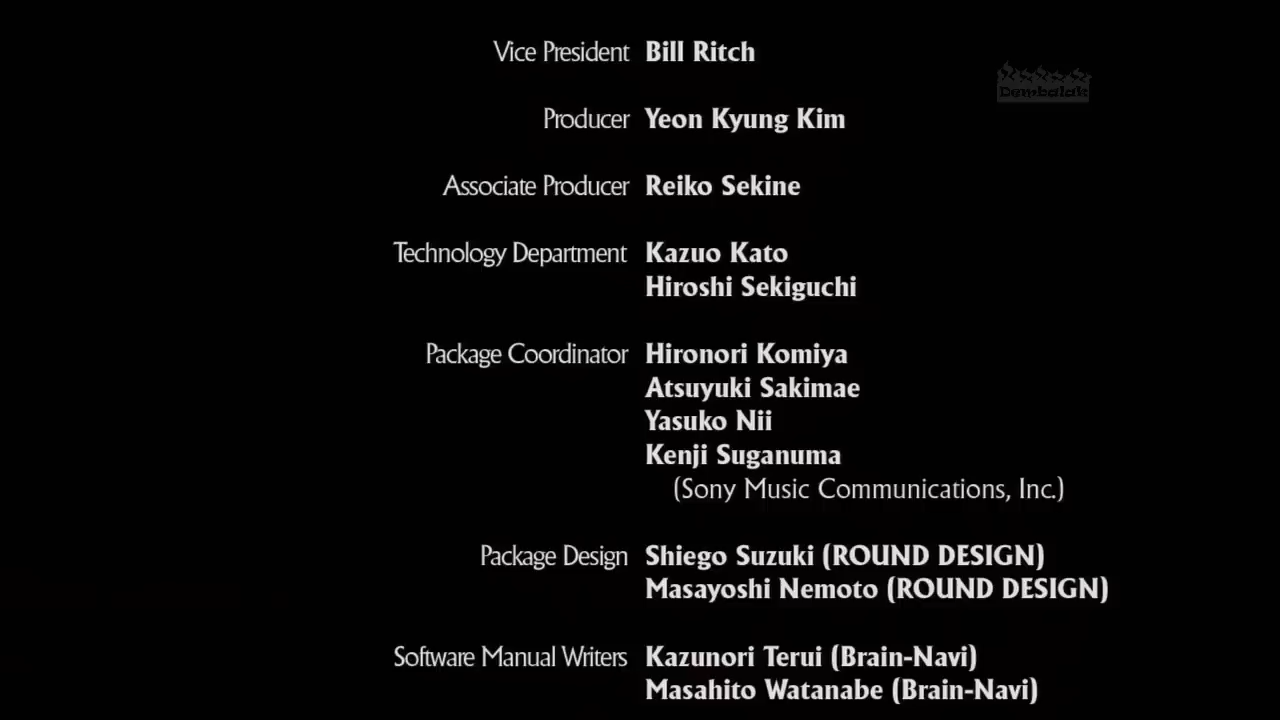 Vice President Bill Ritch
Dembalak
Producer Yeon Kyung Kim
Associate Producer Reiko Sekine
Technology Department Kazuo Kato
Hiroshi Sekiguchi
Package Coordinator Hironori Komiya
Atsuyuki Sakimae
Yasuko Nii
Kenji Suganuma
(Sony Music Communications, Inc.)
Package Design Shiego Suzuki (ROUND DESIGN)
Masayoshi Nemoto (ROUND DESIGN)
Software Manual Writers Kazunori Terui (Brain-Navi)
Masahito Watanabe (Brain-Navi)